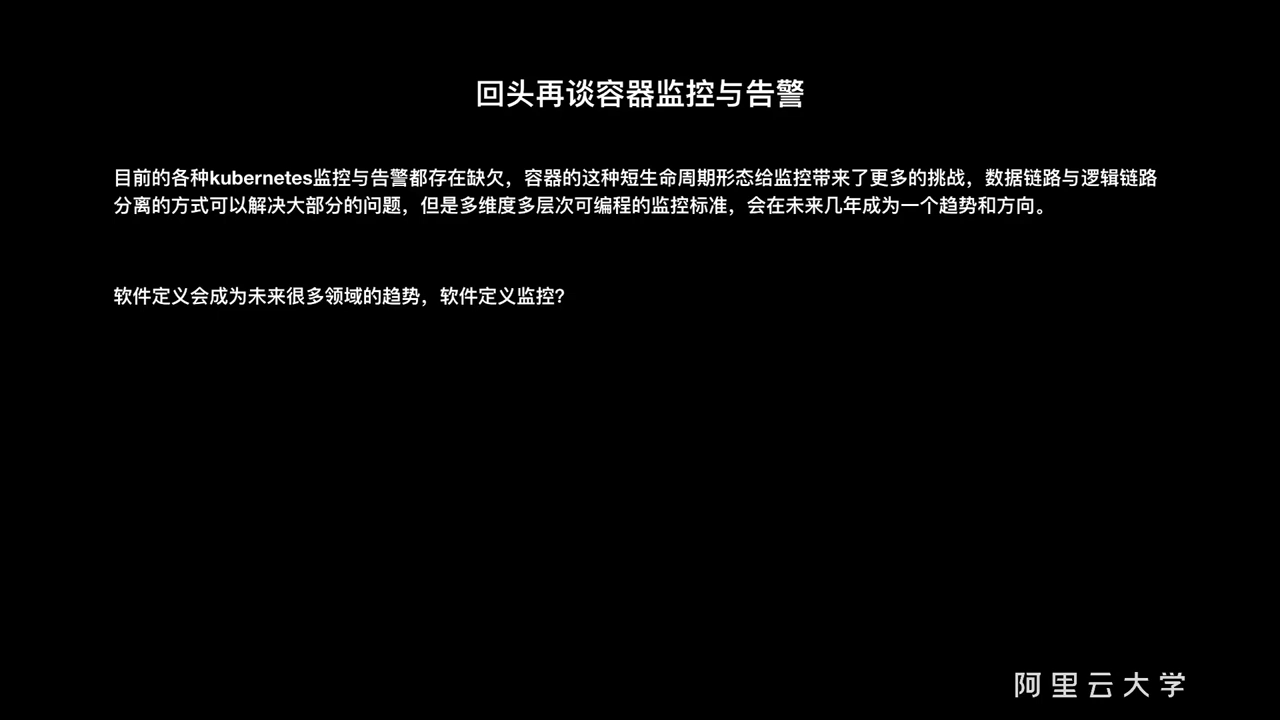 回头再谈容器监控与告警
目前的各种kubernetes监控与告警都存在缺欠，容器的这种短生命周期形态给监控带来了更多的挑战，数据链路与逻辑链路
分离的方式可以解决大部分的问题，但是多维度多层次可编程的监控标准，会在未来几年成为一个趋势和方向。
软件定义会成为未来很多领域的趋势，软件定义监控?
阿里云大学